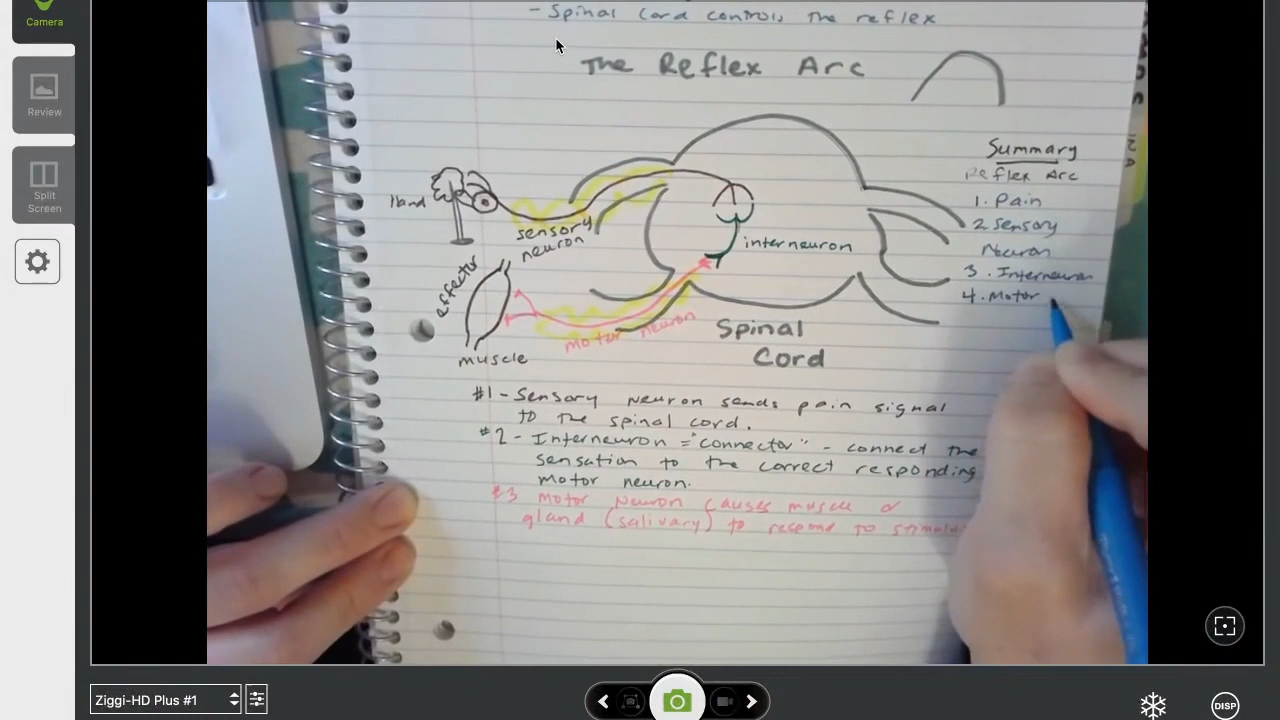 Camera
Review
Split
Screen
- Spinal Cord controls the reflex
The Reflex Arc
Hand
sensory
neuron
effector
muscle
motor neuron
interneuron
Spinal
Cord
Summary
Reflex Arc
1. Pain
2. Sensory
Neuron
3. Interneuron
4. Motor
#1 - Sensory Neuron sends pain signal
to the spinal cord.
#2 - Interneuron = "connector" - connect the
sensation to the correct responding
motor neuron.
#3 Motor Neuron causes muscle or
gland (salivary) to respond to
Ziggi-HD Plus #1
DISP